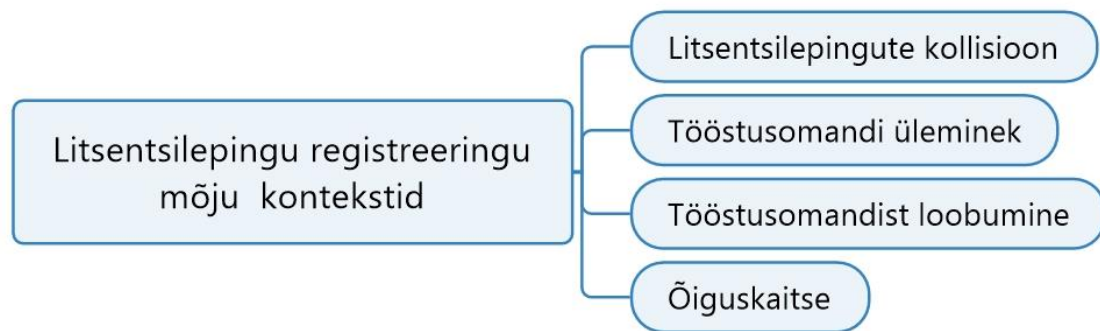 Litsentsilepingu registreeringu
mõju kontekstid
Litsentsilepingute kollisioon
Tööstusomandi üleminek
Tööstusomandist loobumine
Õiguskaitse